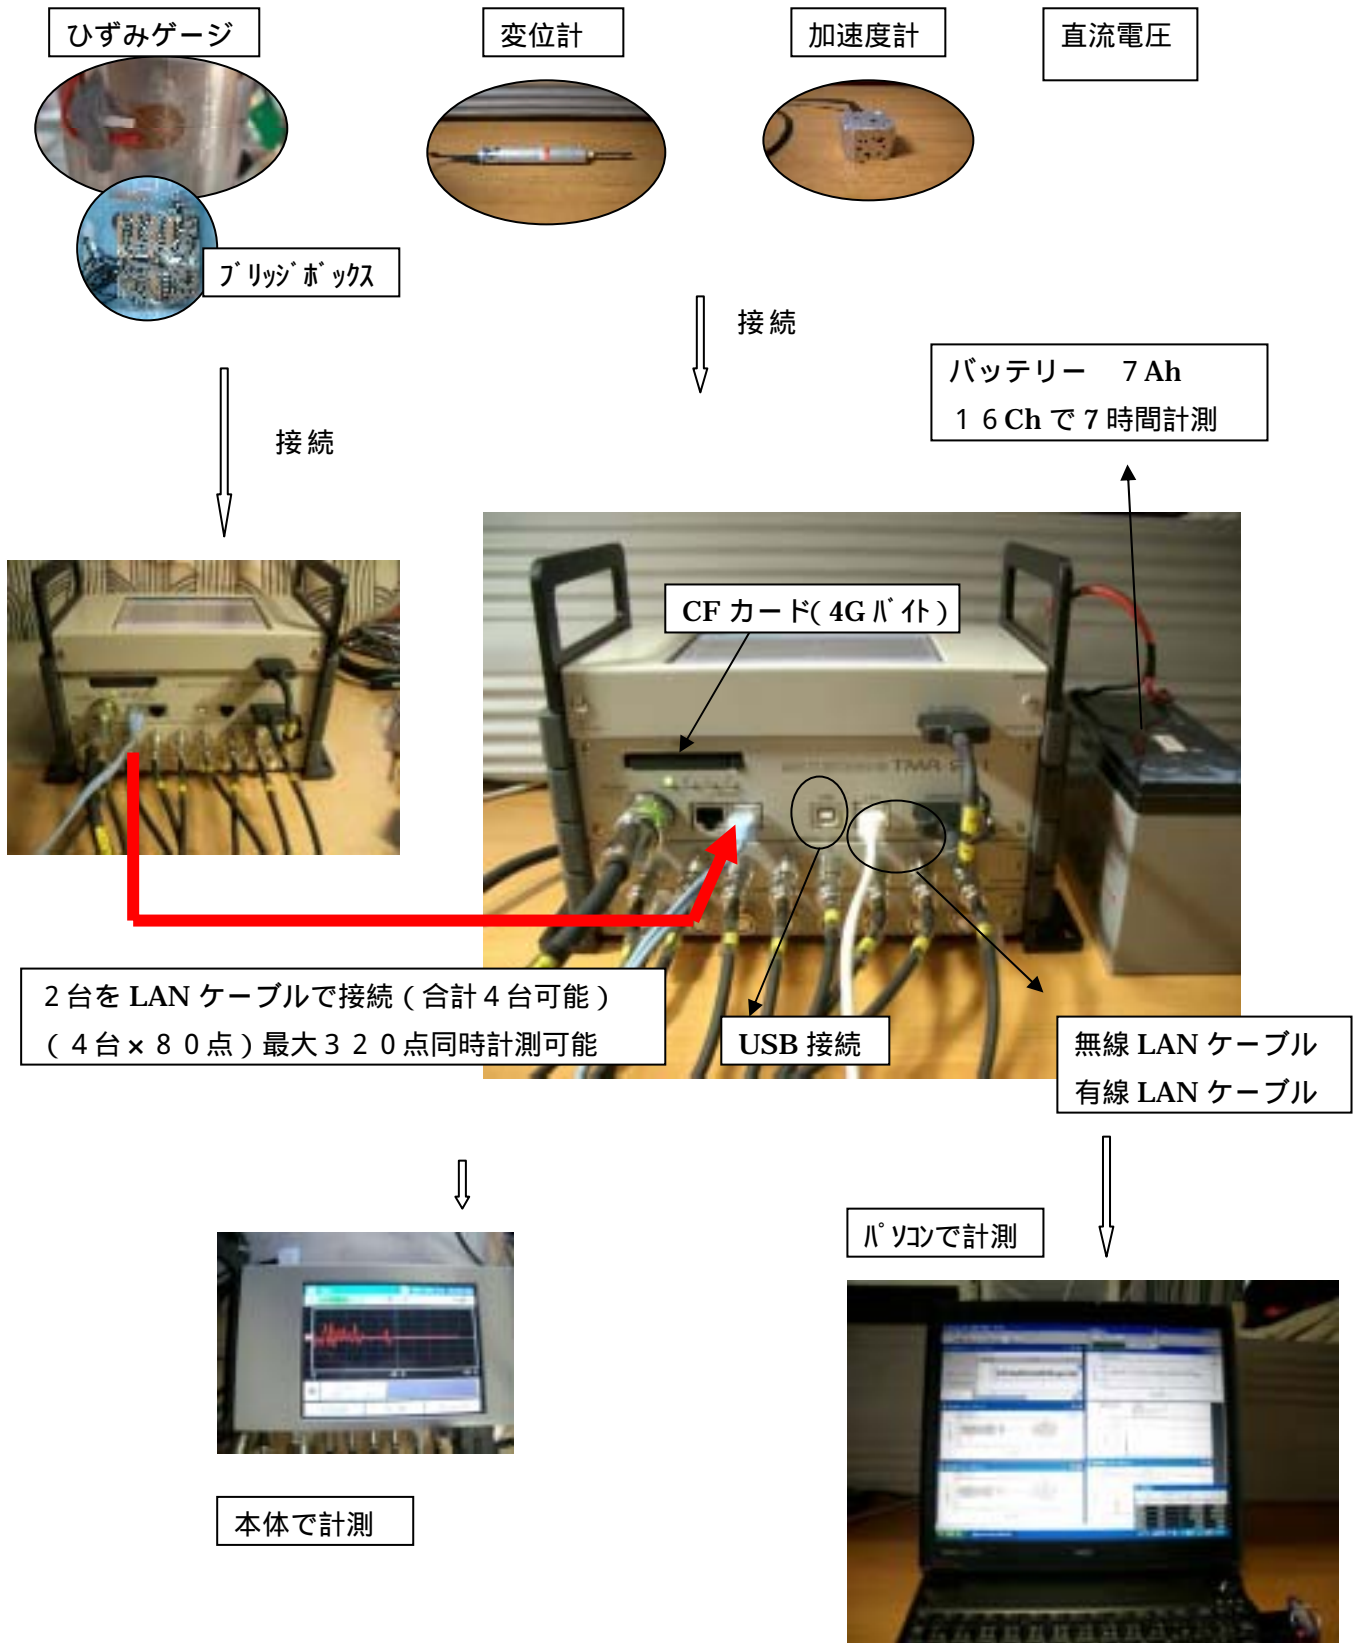 ひずみゲージ
変位計
加速度計
直流電圧
ﾌﾞﾘｯｼﾞﾎﾞｯｸｽ
接続
接続
バッテリー　７Ah
１６Ch で 7 時間計測
CF カード（4G ﾊﾞｲﾄ）
TMR-211
２台を LAN ケーブルで接続（合計４台可能）
（４台×８０点）最大３２０点同時計測可能
USB 接続
無線 LAN ケーブル
有線 LAN ケーブル
ﾊﾟｿｺﾝで計測
本体で計測